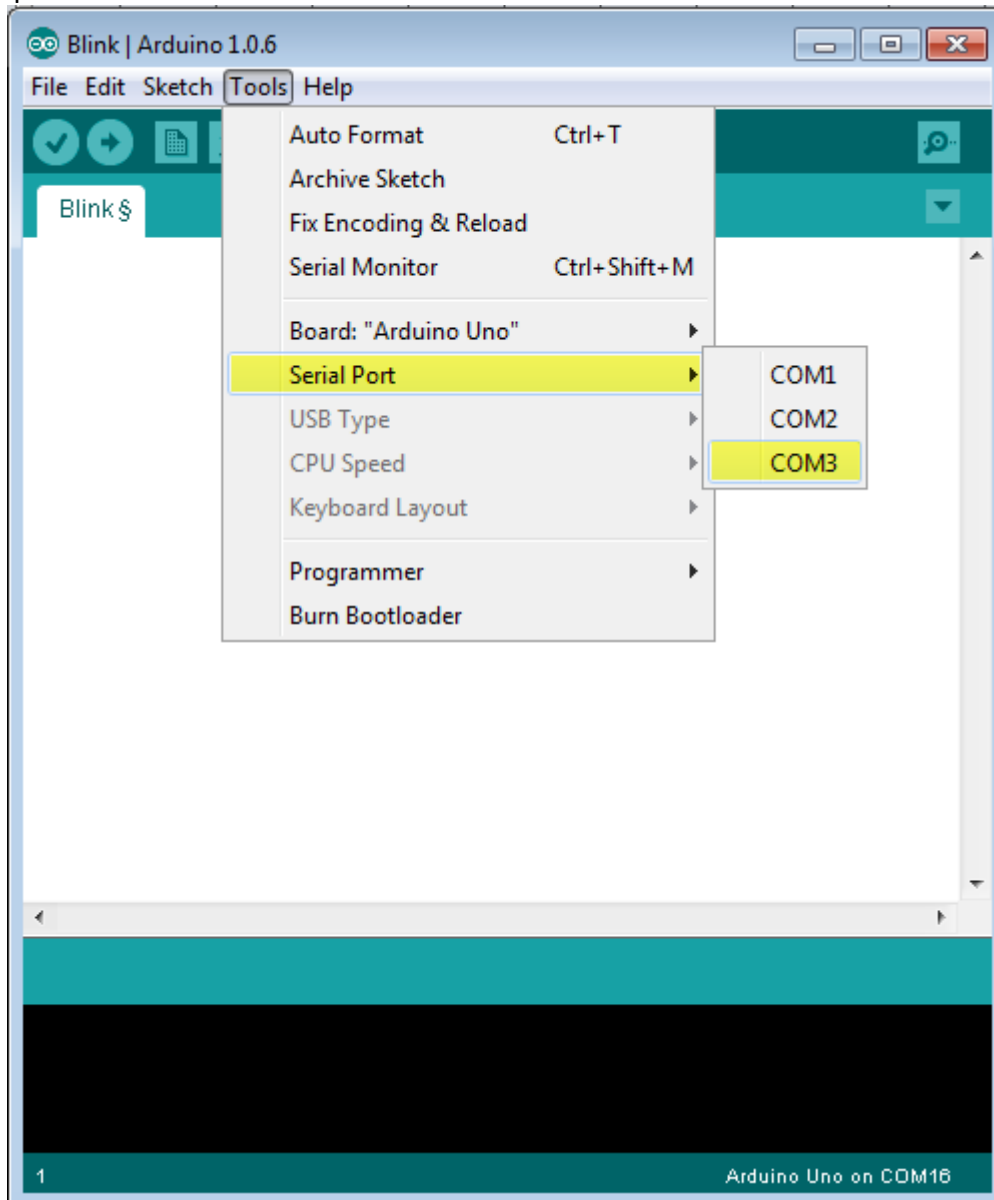 Blink | Arduino 1.0.6
File Edit Sketch Tools Help
Auto Format Ctrl+T
Archive Sketch
Fix Encoding & Reload
Serial Monitor Ctrl+Shift+M
Board: "Arduino Uno"
Serial Port
USB Type
CPU Speed
Keyboard Layout
Programmer
Burn Bootloader
COM1
COM2
COM3
Blink §
1 Arduino Uno on COM16